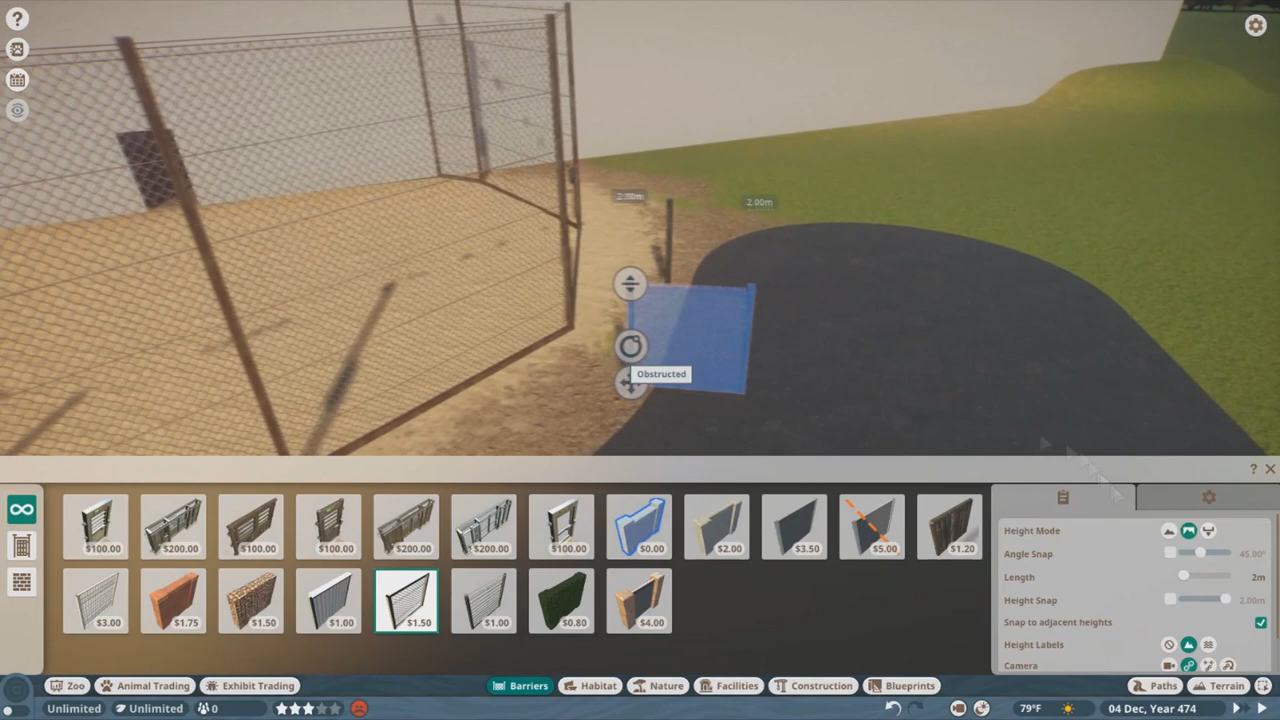 ?
2.00m
Obstructed
? ×
$100.00 $200.00 $100.00 $100.00 $200.00 $200.00 $100.00 $0.00 $2.00 $3.50 $5.00 $1.20
$3.00 $1.75 $1.50 $1.00 $1.50 $1.00 $0.80 $4.00
Height Mode
Angle Snap 45.00°
Length 2m
Height Snap 2.00m
Snap to adjacent heights
Height Labels
Camera
Zoo Animal Trading Exhibit Trading Barriers Habitat Nature Facilities Construction Blueprints Paths Terrain
Unlimited Unlimited 0 79°F 04 Dec, Year 474